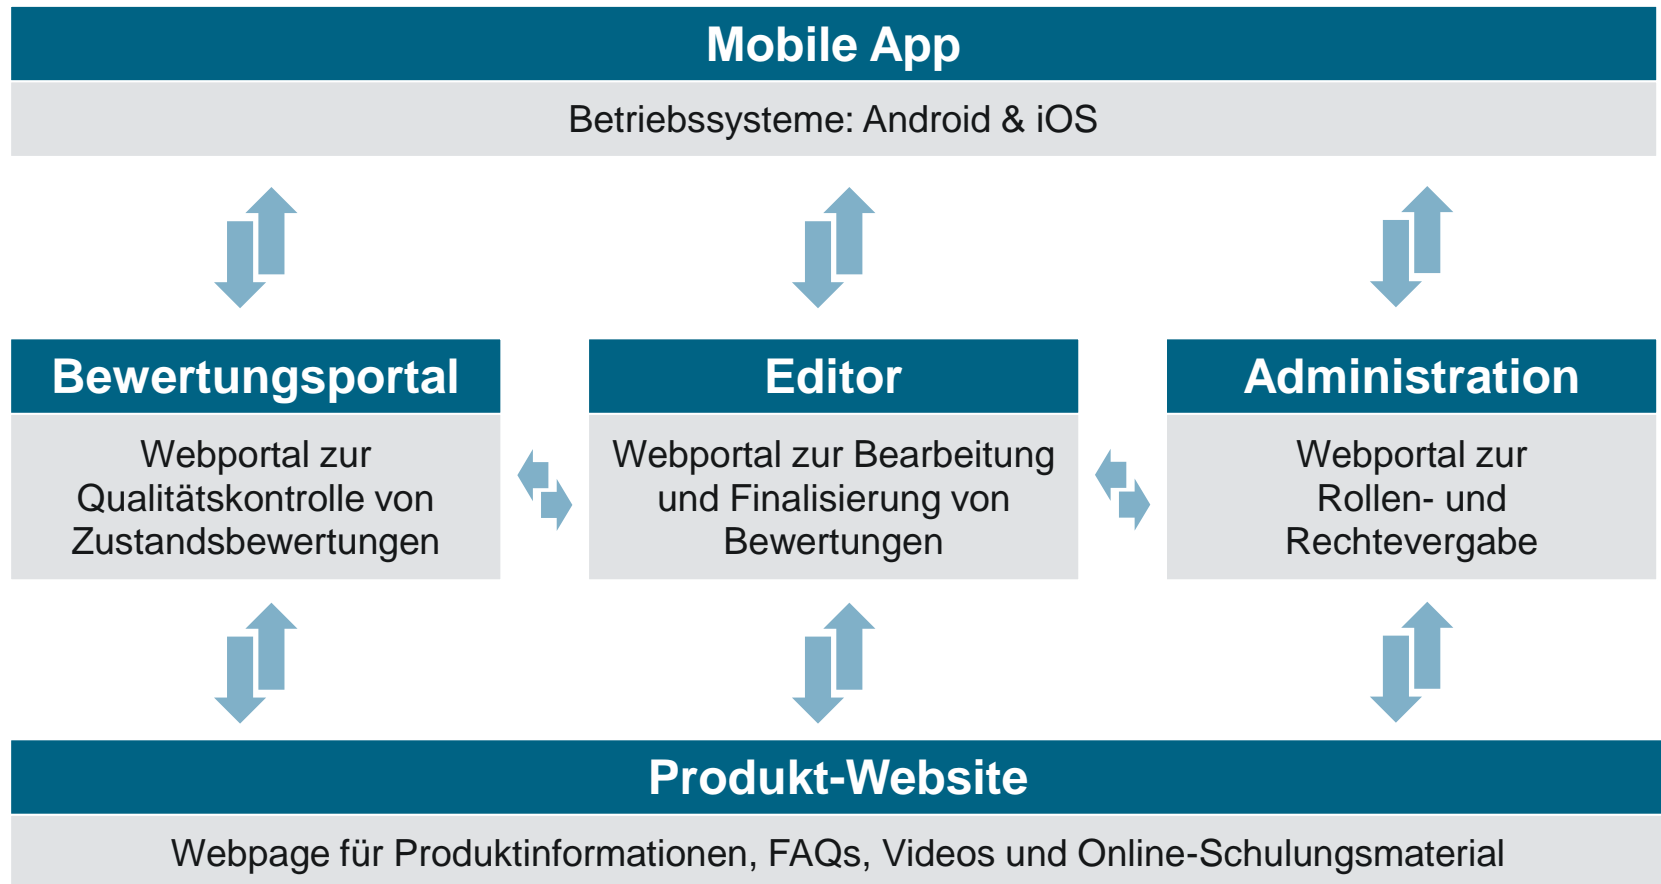 Mobile App
Betriebssysteme: Android & iOS
Bewertungsportal
Webportal zur
Qualitätskontrolle von
Zustandsbewertungen
Editor
Webportal zur Bearbeitung
und Finalisierung von
Bewertungen
Administration
Webportal zur
Rollen- und
Rechtevergabe
Produkt-Website
Webpage für Produktinformationen, FAQs, Videos und Online-Schulungsmaterial